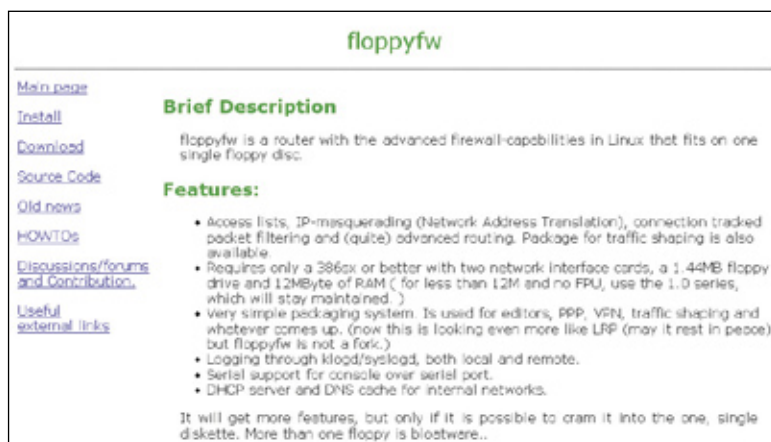 floppyfw
Main page
Install
Download
Source Code
Old news
HOWTOs
Discussions/forums
and Contribution.
Useful
external links
Brief Description
floppyfw is a router with the advanced firewall-capabilities in Linux that fits on one
single floppy disc.
Features:
• Access lists, IP-masquerading (Network Address Translation), connection tracked
packet filtering and (quite) advanced routing. Package for traffic shaping is also
available.
• Requires only a 386sx or better with two network interface cards, a 1.44MB floppy
drive and 12MByte of RAM ( for less than 12M and no FPU, use the 1.0 series,
which will stay maintained. )
• Very simple packaging system. Is used for editors, PPP, VPN, traffic shaping and
whatever comes up. (now this is looking even more like LRP (may it rest in peace)
but floppyfw is not a fork.)
• Logging through klogd/syslogd, both local and remote.
• Serial support for console over serial port.
• DHCP server and DNS cache for internal networks.
It will get more features, but only if it is possible to cram it into the one, single
diskette. More than one floppy is bloatware..